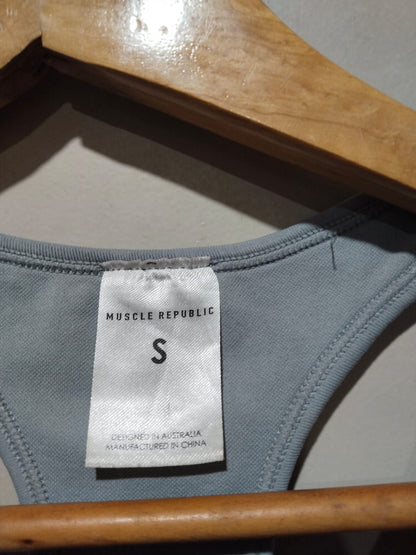 MUSCLE REPUBLIC
S
DESIGNED IN AUSTRALIA
MANUFACTURED IN CHINA